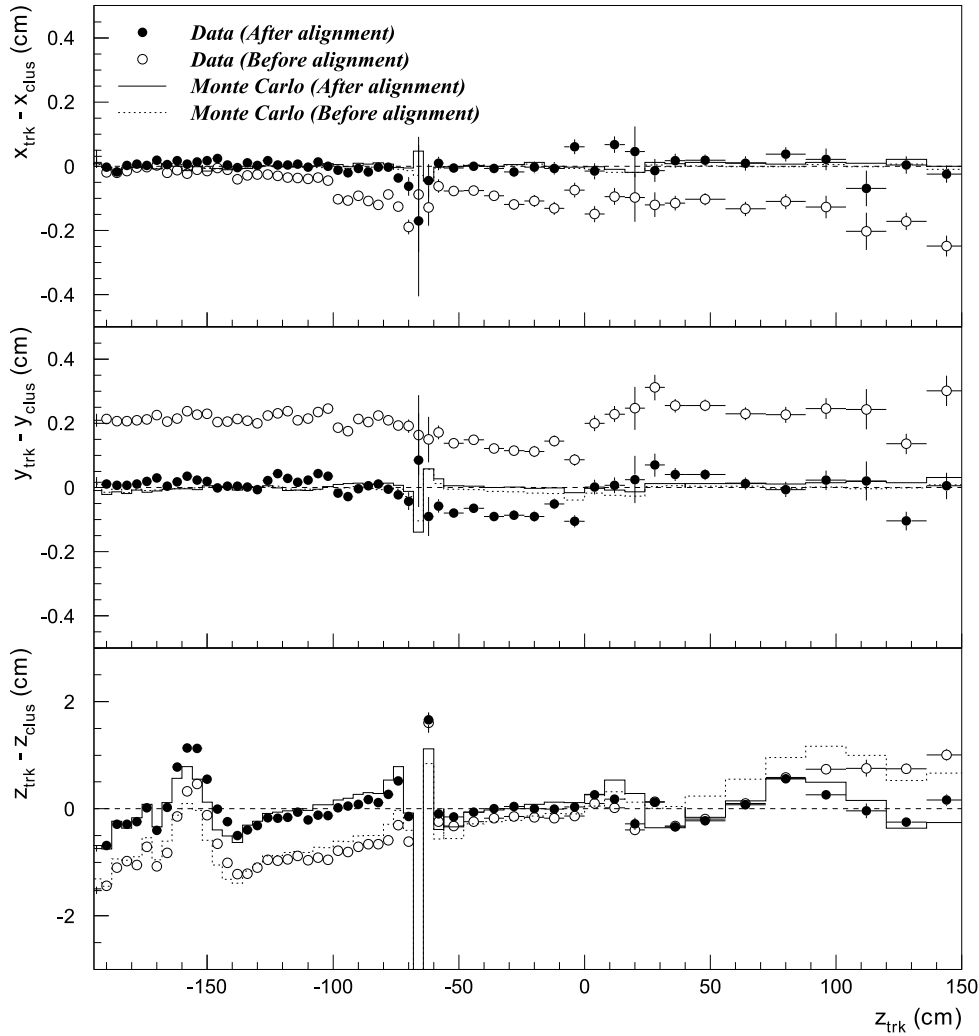 x_trk - x_clus (cm)
0.4
0.2
0
-0.2
-0.4
Data (After alignment)
Data (Before alignment)
Monte Carlo (After alignment)
Monte Carlo (Before alignment)
y_trk - y_clus (cm)
0.4
0.2
0
-0.2
-0.4
z_trk - z_clus (cm)
2
0
-2
-150 -100 -50 0 50 100 150
z_trk (cm)